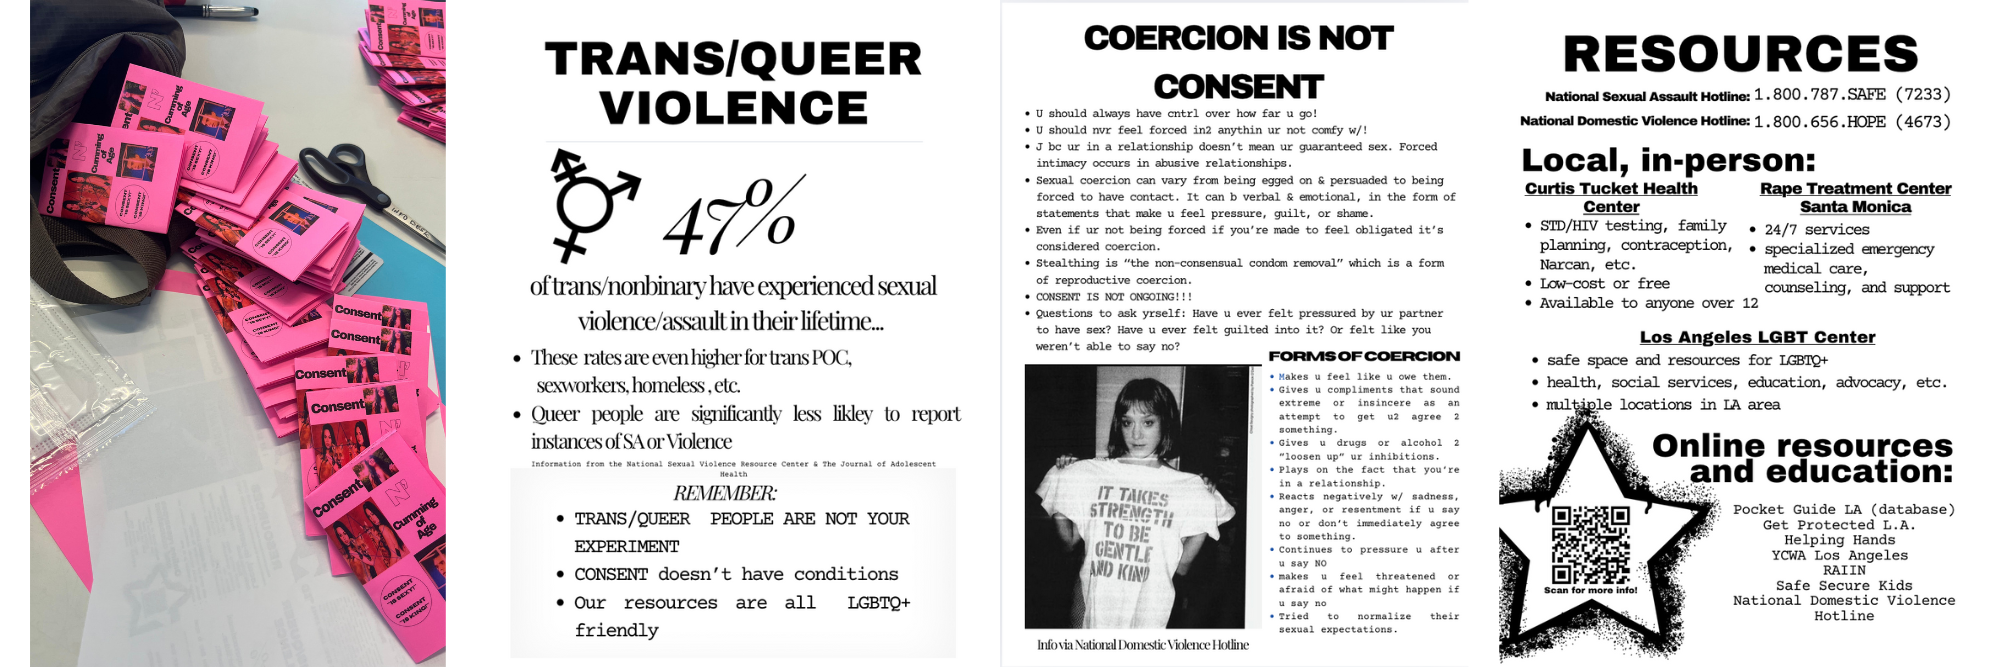 Consent
N
Cumming
of
Age
CONSENT
"IS SEXY!"
CONSENT
"IS KING!"
Consent
Consent
Consent
Consent
Consent
Cumming
of
Age
CONSENT
"IS SEXY!"
CONSENT
"IS KING!"
TRANS/QUEER
VIOLENCE
47%
of trans/nonbinary have experienced sexual
violence/assault in their lifetime...
• These rates are even higher for trans POC,
sexworkers, homeless , etc.
• Queer people are significantly less likley to report
instances of SA or Violence
Information from the National Sexual Violence Resource Center & The Journal of Adolescent
Health
REMEMBER:
• TRANS/QUEER PEOPLE ARE NOT YOUR
EXPERIMENT
• CONSENT doesn't have conditions
• Our resources are all LGBTQ+
friendly
COERCION IS NOT
CONSENT
• U should always have cntrl over how far u go!
• U should nvr feel forced in2 anythin ur not comfy w/!
• J bc ur in a relationship doesn't mean ur guaranteed sex. Forced
intimacy occurs in abusive relationships.
• Sexual coercion can vary from being egged on & persuaded to being
forced to have contact. It can b verbal & emotional, in the form of
statements that make u feel pressure, guilt, or shame.
• Even if ur not being forced if you're made to feel obligated it's
considered coercion.
• Stealthing is "the non-consensual condom removal" which is a form
of reproductive coercion.
• CONSENT IS NOT ONGOING!!!
• Questions to ask yrself: Have u ever felt pressured by ur partner
to have sex? Have u ever felt guilted into it? Or felt like you
weren't able to say no?
IT TAKES
STRENGTH
TO BE
GENTLE
AND KIND
Info via National Domestic Violence Hotline
FORMS OF COERCION
• Makes u feel like u owe them.
• Gives u compliments that sound
extreme or insincere as an
attempt to get u2 agree 2
something.
• Gives u drugs or alcohol 2
"loosen up" ur inhibitions.
• Plays on the fact that you're
in a relationship.
• Reacts negatively w/ sadness,
anger, or resentment if u say
no or don't immediately agree
to something.
• Continues to pressure u after
u say NO
• makes u feel threatened or
afraid of what might happen if
u say no
• Tried to normalize their
sexual expectations.
RESOURCES
National Sexual Assault Hotline: 1.800.787.SAFE (7233)
National Domestic Violence Hotline: 1.800.656.HOPE (4673)
Local, in-person:
Curtis Tucket Health
Center
• STD/HIV testing, family
planning, contraception,
Narcan, etc.
• Low-cost or free
• Available to anyone over 12
Rape Treatment Center
Santa Monica
• 24/7 services
• specialized emergency
medical care,
counseling, and support
Los Angeles LGBT Center
• safe space and resources for LGBTQ+
• health, social services, education, advocacy, etc.
• multiple locations in LA area
Online resources
and education:
Scan for more info!
Pocket Guide LA (database)
Get Protected L.A.
Helping Hands
YCWA Los Angeles
RAIIN
Safe Secure Kids
National Domestic Violence
Hotline